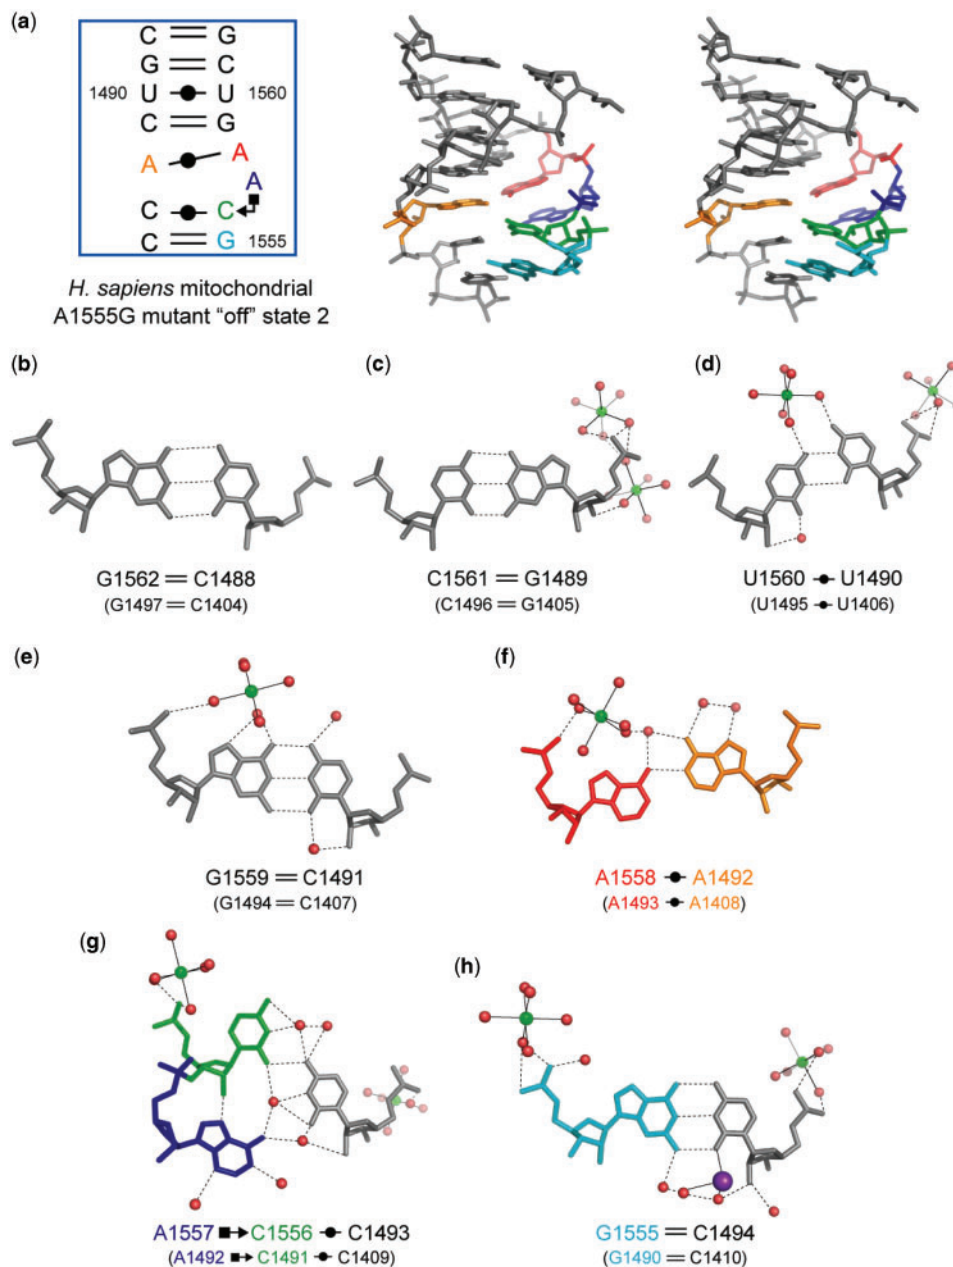 (a)
C G
G C
1490 U U 1560
C G
A A
A
C C
C G 1555
H. sapiens mitochondrial
A1555G mutant "off" state 2
(b)
(c)
(d)
G1562 = C1488
(G1497 = C1404)
C1561 = G1489
(C1496 = G1405)
U1560 U1490
(U1495 U1406)
(e)
(f)
G1559 = C1491
(G1494 = C1407)
A1558 A1492
(A1493 A1408)
(g)
(h)
A1557 C1556 C1493
(A1492 C1491 C1409)
G1555 = C1494
(G1490 = C1410)